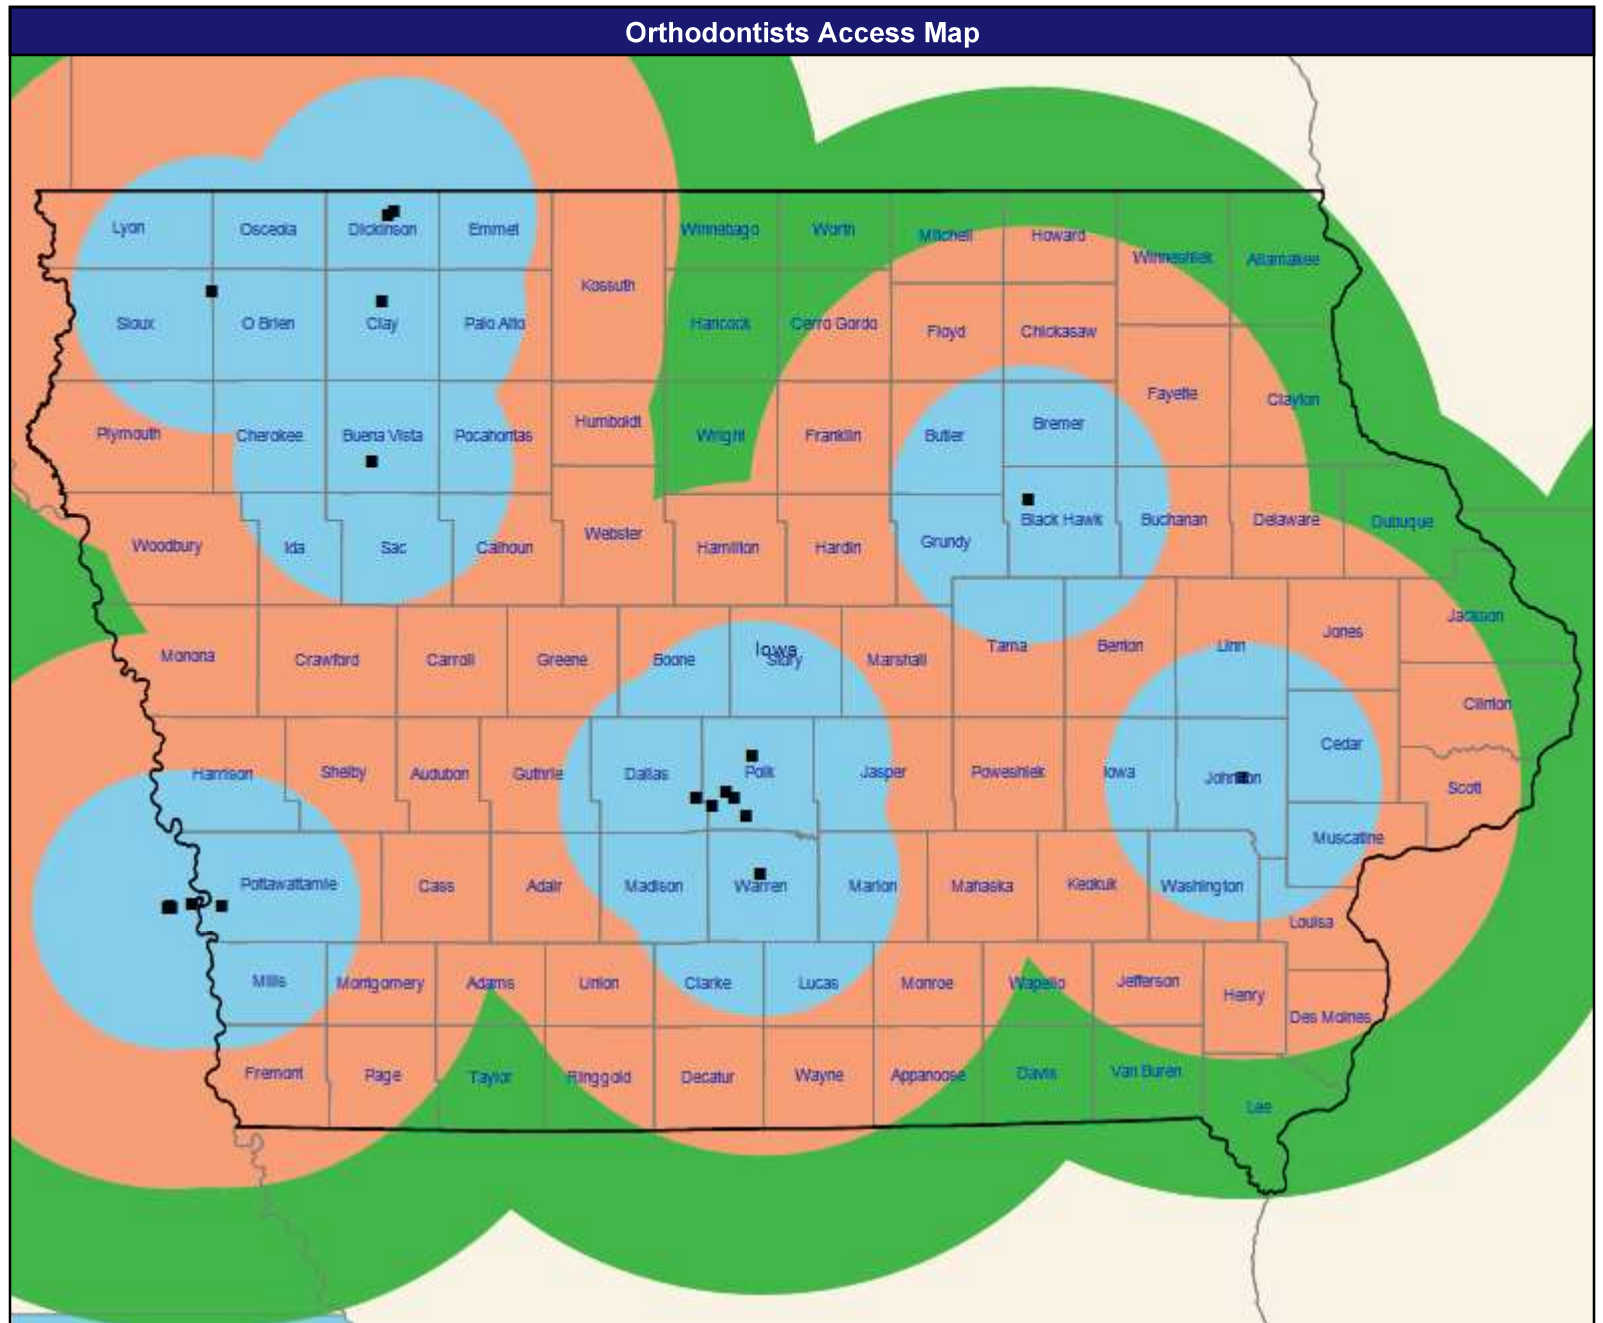 Orthodontists Access Map
Lyon Osceola Dickinson Emmet Winnebago Worth Mitchell Howard Winneshiek Allamakee
Kossuth
Sioux O Brien Clay Palo Alto Hancock Cerro Gordo Floyd Chickasaw
Fayette Clayton
Plymouth Cherokee Buena Vista Pocahontas Humboldt Wright Franklin Butler Bremer
Woodbury Ida Sac Calhoun Webster Hamilton Hardin Grundy Black Hawk Buchanan Delaware Dubuque
Jackson
Iowa
Monona Crawford Carroll Greene Boone Story Marshall Tama Benton Linn Jones
Clinton
Harrison Shelby Audubon Guthrie Dallas Polk Jasper Poweshiek Iowa Johnson Cedar
Scott
Muscatine
Pottawattamie Cass Adair Madison Warren Marion Mahaska Keokuk Washington
Louisa
Mills Montgomery Adams Union Clarke Lucas Monroe Wapello Jefferson Henry
Des Moines
Fremont Page Taylor Ringgold Decatur Wayne Appanoose Davis Van Buren
Lee